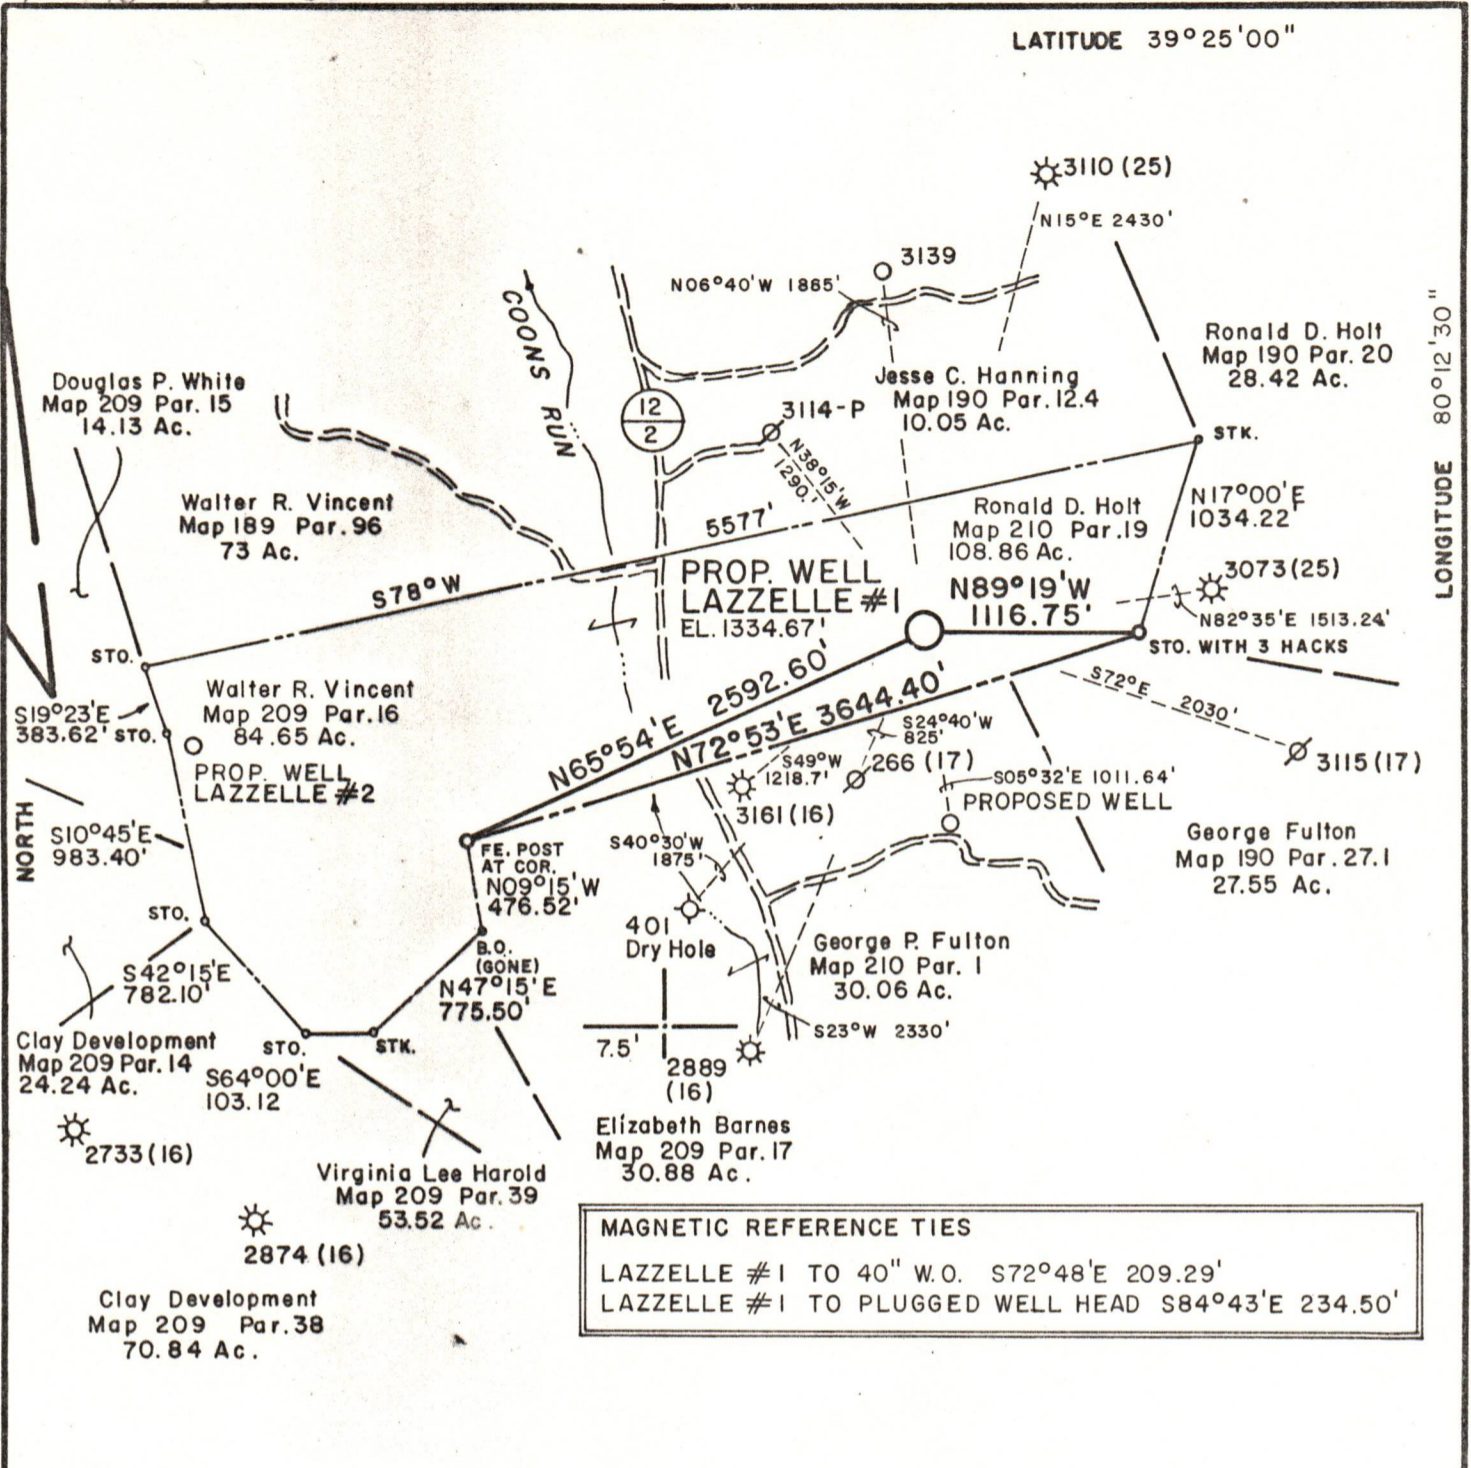 LATITUDE 39°25'00"
3110 (25)
N15°E 2430'
3139
N06°40'W 1865'
COONS RUN
LONGITUDE 80°12'30"
Ronald D. Holt
Map 190 Par. 20
28.42 Ac.
Douglas P. White
Map 209 Par. 15
14.13 Ac.
Jesse C. Hanning
Map 190 Par. 12.4
10.05 Ac.
12
2
3114-P
N38°15'W
1290.'
STK.
Walter R. Vincent
Map 189 Par. 96
73 Ac.
5577'
S78°W
Ronald D. Holt
Map 210 Par. 19
108.86 Ac.
N17°00'E
1034.22'
PROP. WELL
LAZZELLE #1
EL. 1334.67'
N89°19'W
1116.75'
3073(25)
N82°35'E 1513.24'
STO. WITH 3 HACKS
STO.
S72°E 2030'
Walter R. Vincent
Map 209 Par. 16
84.65 Ac.
S19°23'E
383.62'
STO.
PROP. WELL
LAZZELLE #2
N65°54'E 2592.60'
N72°53'E 3644.40'
S24°40'W
825'
S49°W
1218.7'
266 (17)
3161 (16)
S05°32'E 1011.64'
PROPOSED WELL
3115 (17)
NORTH
S10°45'E
983.40'
FE. POST
AT COR.
N09°15'W
476.52'
S40°30'W
1875'
George Fulton
Map 190 Par. 27.1
27.55 Ac.
STO.
401
Dry Hole
B.O.
(GONE)
N47°15'E
775.50'
George P. Fulton
Map 210 Par. 1
30.06 Ac.
S42°15'E
782.10'
S23°W 2330'
Clay Development
Map 209 Par. 14
24.24 Ac.
STO.
STK.
S64°00'E
103.12
7.5'
2889
(16)
2733 (16)
Elizabeth Barnes
Map 209 Par. 17
30.88 Ac.
Virginia Lee Harold
Map 209 Par. 39
53.52 Ac.
2874 (16)
Clay Development
Map 209 Par. 38
70.84 Ac.
MAGNETIC REFERENCE TIES
LAZZELLE #1 TO 40" W.O. S72°48'E 209.29'
LAZZELLE #1 TO PLUGGED WELL HEAD S84°43'E 234.50'